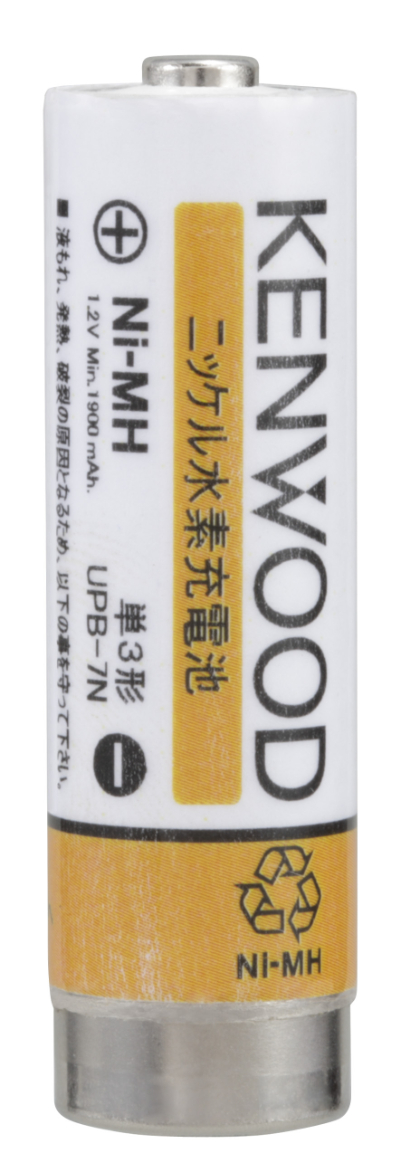 KENWOOD
ニッケル水素充電池
Ni-MH
単3形
1.2V Min.1900mAh.
UPB-7N
■ 液もれ、発熱、破裂の原因となるため、以下の事を守って下さい。
Ni-MH